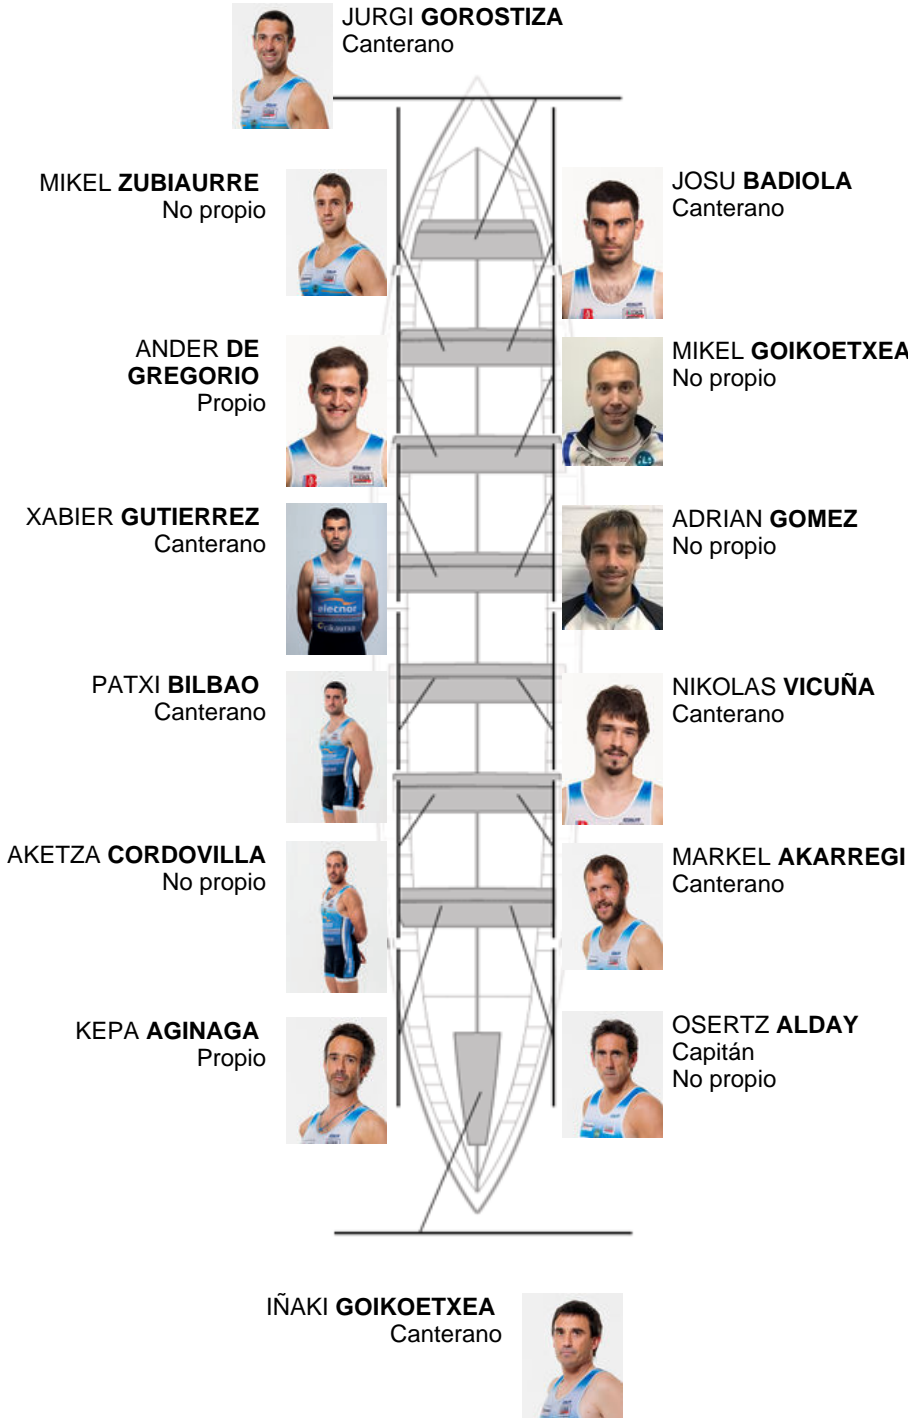 JURGI GOROSTIZA
Canterano
MIKEL ZUBIAURRE
No propio
JOSU BADIOLA
Canterano
ANDER DE
GREGORIO
Propio
MIKEL GOIKOETXEA
No propio
XABIER GUTIERREZ
Canterano
elecnor
cikautxo
ADRIAN GOMEZ
No propio
PATXI BILBAO
Canterano
NIKOLAS VICUÑA
Canterano
AKETZA CORDOVILLA
No propio
MARKEL AKARREGI
Canterano
KEPA AGINAGA
Propio
OSERTZ ALDAY
Capitán
No propio
IÑAKI GOIKOETXEA
Canterano